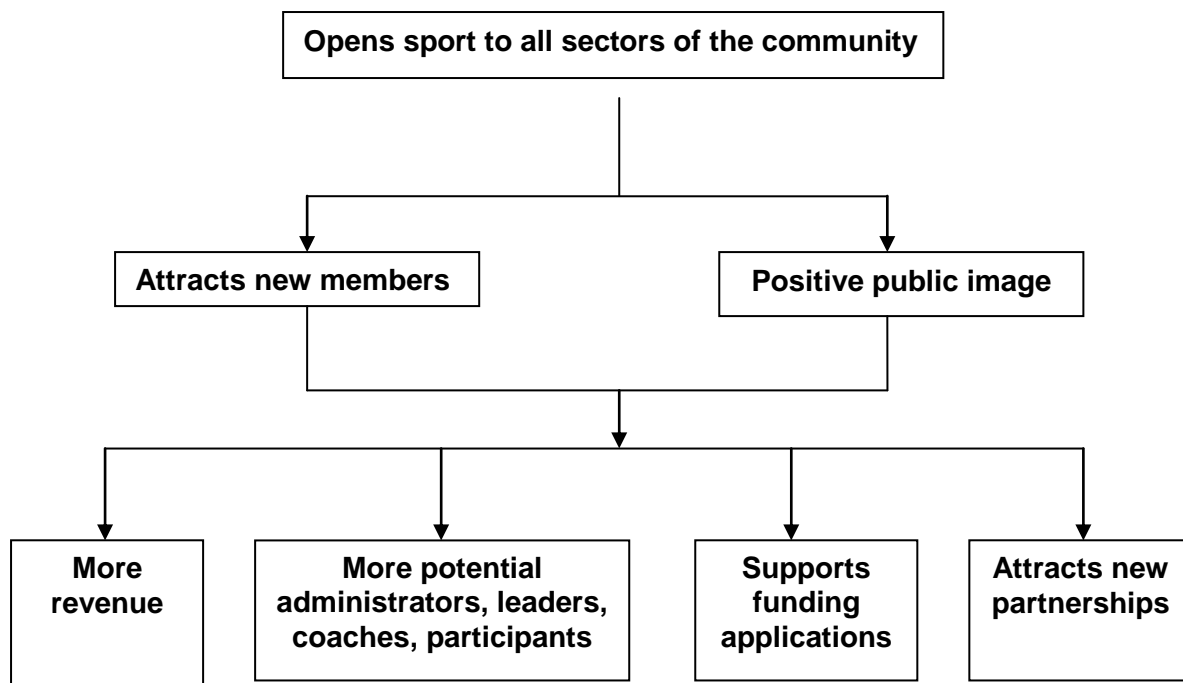 Opens sport to all sectors of the community
Attracts new members
Positive public image
More
revenue
More potential
administrators, leaders,
coaches, participants
Supports
funding
applications
Attracts new
partnerships